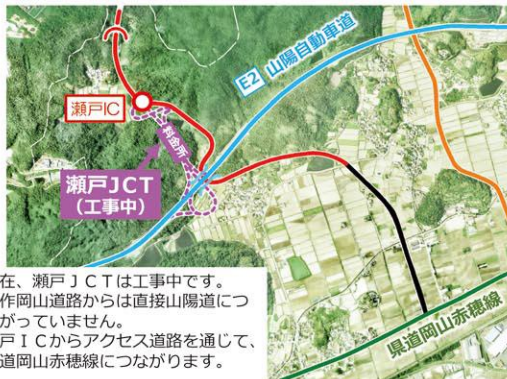 E2 山陽自動車道
瀬戸IC
料金所
瀬戸JCT
(工事中)
在、瀬戸ＪＣＴは工事中です。
作岡山道路からは直接山陽道につ
がっていません。
戸ＩＣからアクセス道路を通じて、
道岡山赤穂線につながります。
県道岡山赤穂線